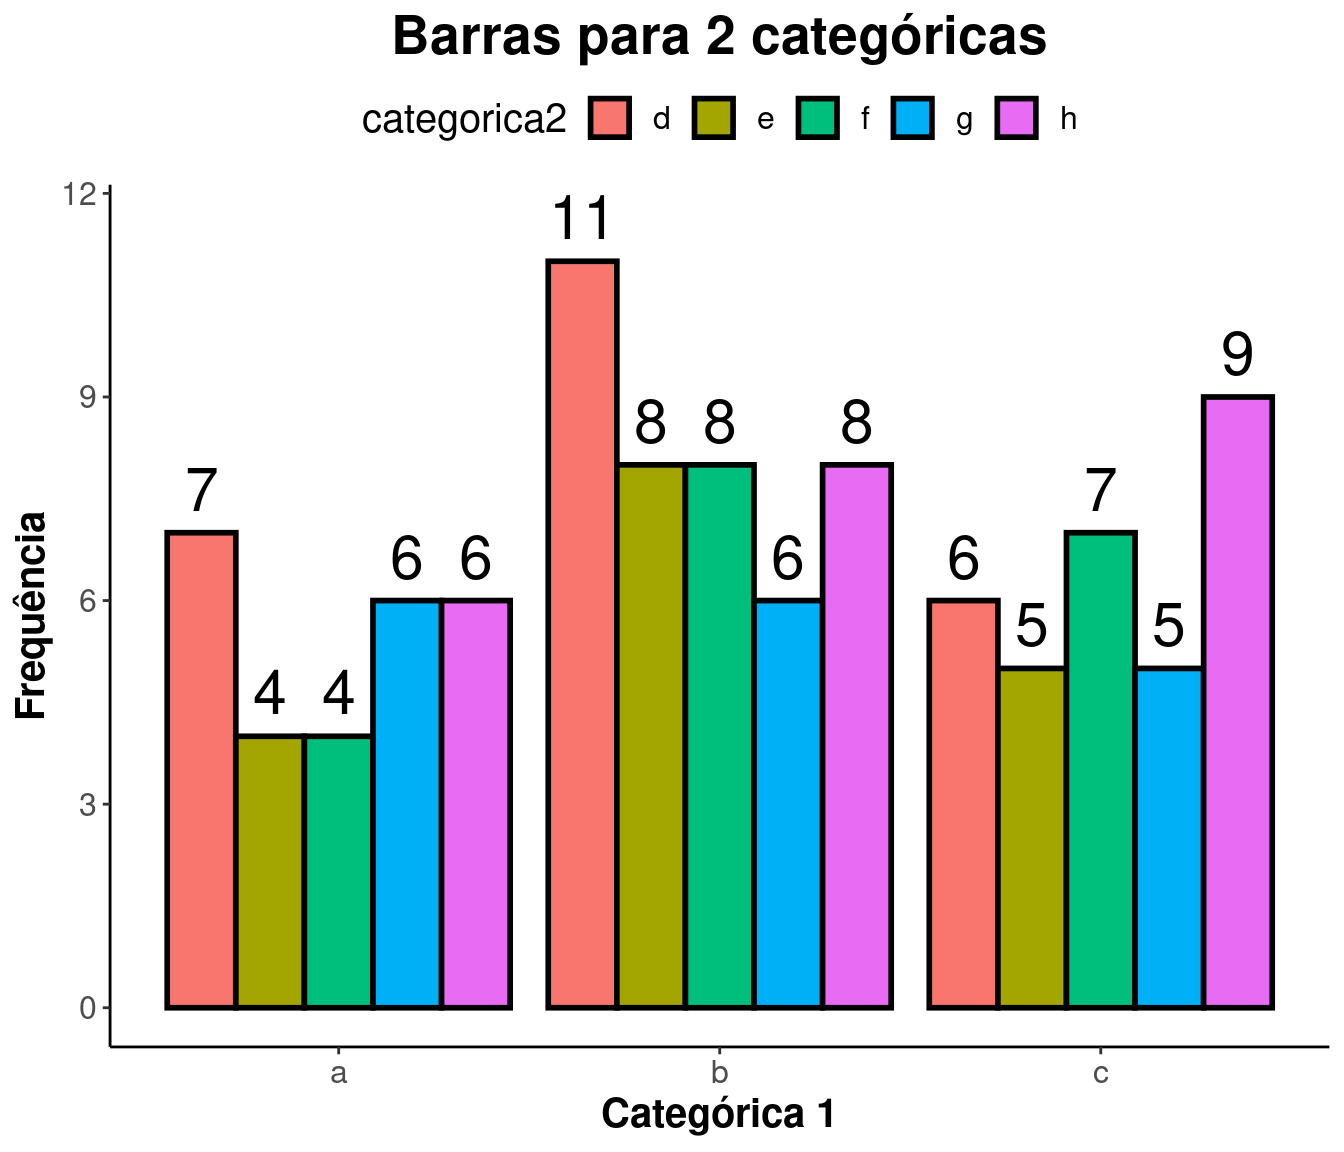 Barras para 2 categóricas
categorica2 d e f g h
12
9
6
3
0
Frequência
7 4 4 6 6
11 8 8 6 8
6 5 7 5 9
a b c
Categórica 1